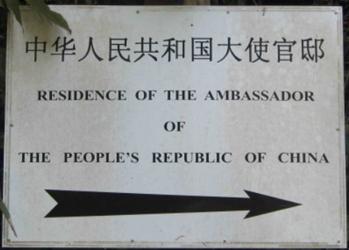 中华人民共和国大使官邸
RESIDENCE OF THE AMBASSADOR
OF
THE PEOPLE'S REPUBLIC OF CHINA